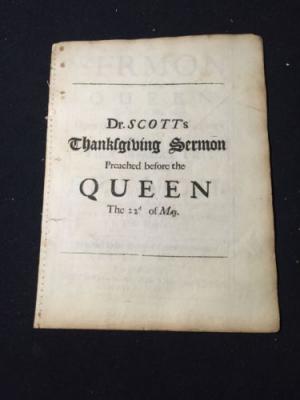 Dr. SCOTT's
Thanksgiving Sermon
Preached before the
QUEEN
The 22d of May.